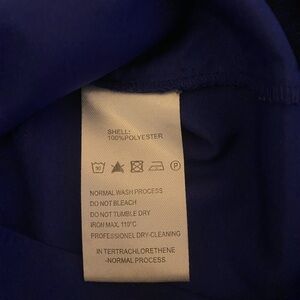 SHELL:
100%POLYESTER
P
NORMAL WASH PROCESS
DO NOT BLEACH
DO NOT TUMBLE DRY
IRON MAX. 110°C
PROFESSIONAL DRY-CLEANING
IN TERTRACHLORETHENE
-NORMAL PROCESS